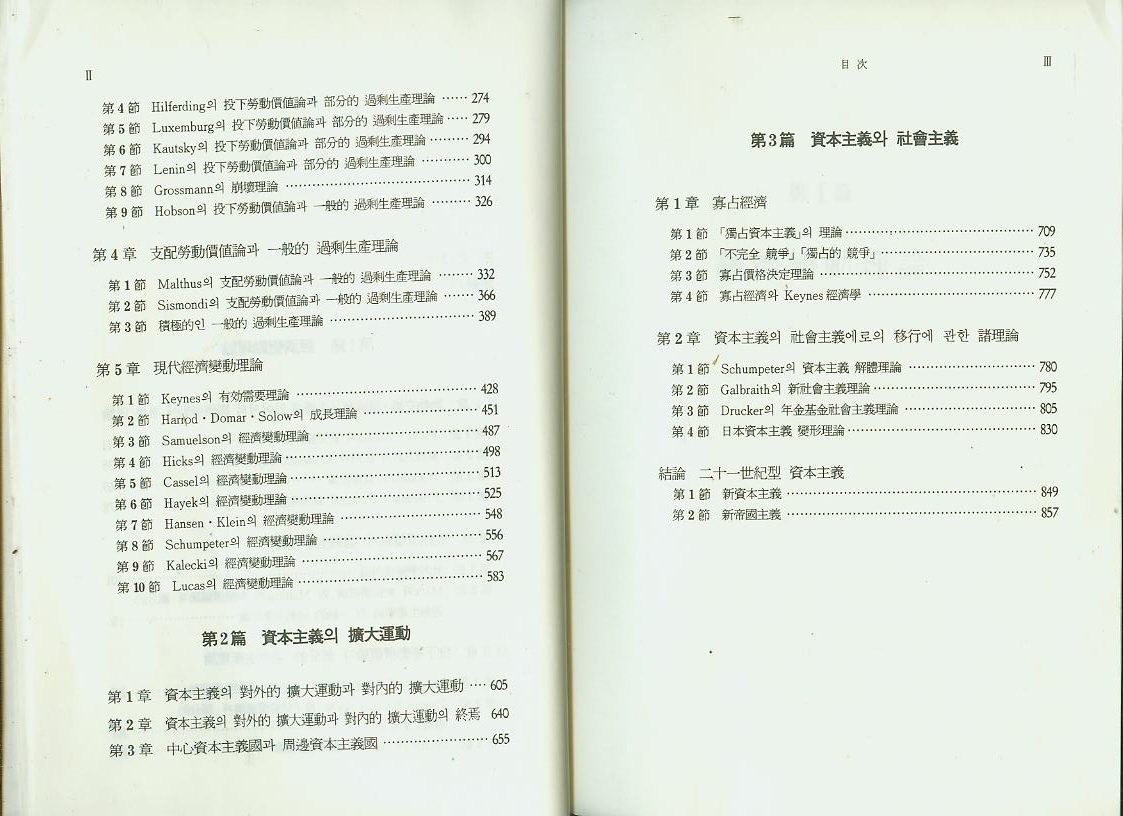 Ⅱ
第4節 Hilferding의 投下勞動價値論과 部分的 過剩生産理論 …… 274
第5節 Luxemburg의 投下勞動價値論과 部分的 過剩生産理論 …… 279
第6節 Kautsky의 投下勞動價値論과 部分的 過剩生産理論 ……… 294
第7節 Lenin의 投下勞動價値論과 部分的 過剩生産理論 ………… 300
第8節 Grossmann의 崩壞理論 ……………………………… 314
第9節 Hobson의 投下勞動價値論과 一般的 過剩生産理論 ……… 326
第4章 支配勞動價値論과 一般的 過剩生産理論
第1節 Malthus의 支配勞動價値論과 一般的 過剩生産理論 ……… 332
第2節 Sismondi의 支配勞動價値論과 一般的 過剩生産理論 …… 366
第3節 積極的인 一般的 過剩生産理論 ……………………… 389
第5章 現代經濟變動理論
第1節 Keynes의 有効需要理論 ……………………………… 428
第2節 Harrod·Domar·Solow의 成長理論 ………………… 451
第3節 Samuelson의 經濟變動理論 ………………………… 487
第4節 Hicks의 經濟變動理論 ……………………………… 498
第5節 Cassel의 經濟變動理論 ……………………………… 513
第6節 Hayek의 經濟變動理論 ……………………………… 525
第7節 Hansen·Klein의 經濟變動理論 ……………………… 548
第8節 Schumpeter의 經濟變動理論 ………………………… 556
第9節 Kalecki의 經濟變動理論 ……………………………… 567
第10節 Lucas의 經濟變動理論 ……………………………… 583
第2篇 資本主義의 擴大運動
第1章 資本主義의 對外的 擴大運動과 對內的 擴大運動 …… 605
第2章 資本主義의 對外的 擴大運動과 對內的 擴大運動의 終焉 640
第3章 中心資本主義國과 周邊資本主義國 ………………… 655
目次 Ⅲ
第3篇 資本主義와 社會主義
第1章 寡占經濟
第1節 「獨占資本主義」의 理論 ……………………………… 709
第2節 「不完全 競爭」「獨占的 競爭」 ………………………… 735
第3節 寡占價格決定理論 …………………………………… 752
第4節 寡占經濟와 Keynes經濟學 …………………………… 777
第2章 資本主義의 社會主義에로의 移行에 관한 諸理論
第1節 Schumpeter의 資本主義 解體理論 …………………… 780
第2節 Galbraith의 新社會主義理論 ………………………… 795
第3節 Drucker의 年金基金社會主義理論 …………………… 805
第4節 日本資本主義 變形理論 ……………………………… 830
結論 二十一世紀型 資本主義
第1節 新資本主義 …………………………………………… 849
第2節 新帝國主義 …………………………………………… 857